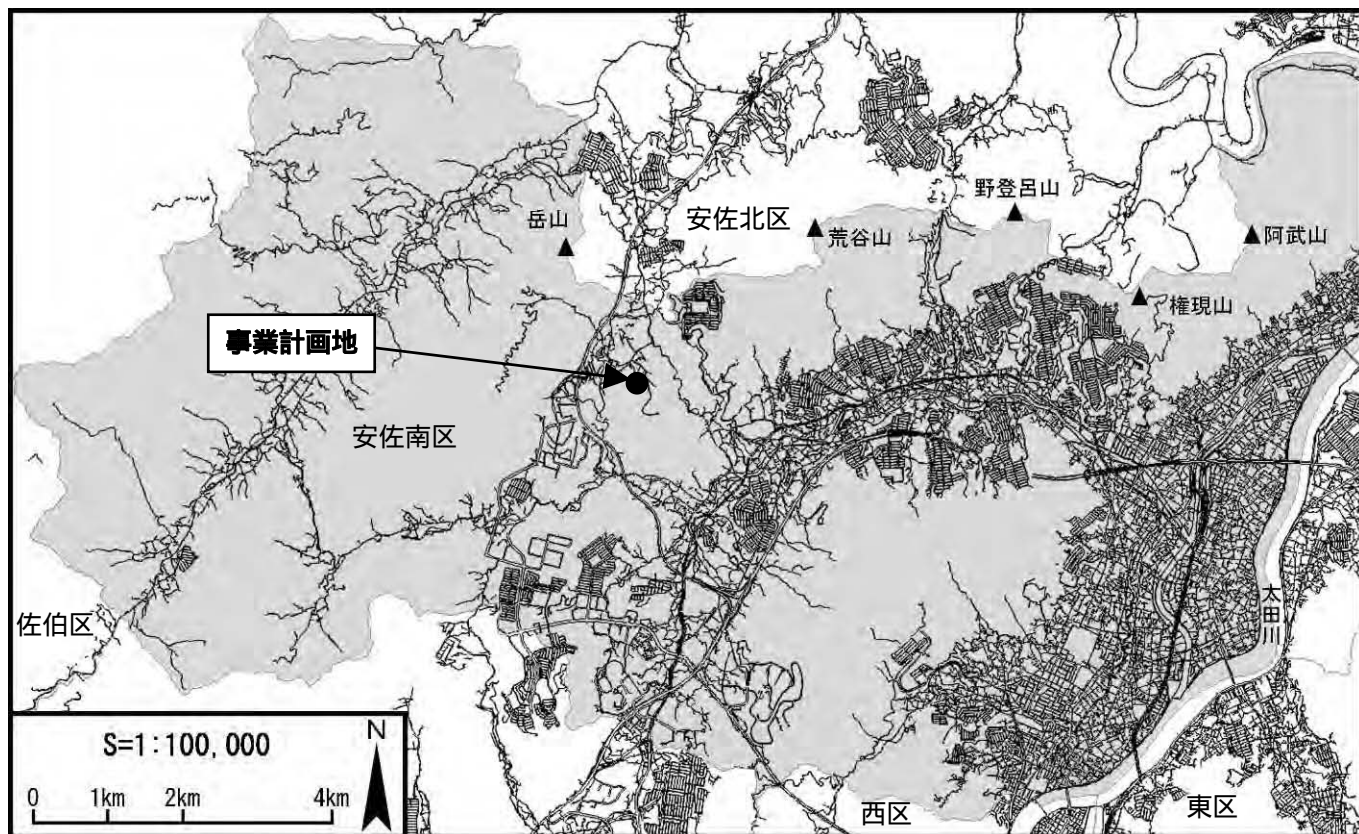 野登呂山
安佐北区
岳山
荒谷山
阿武山
権現山
事業計画地
安佐南区
太田川
佐伯区
S=1:100,000
N
0 1km 2km 4km
西区
東区